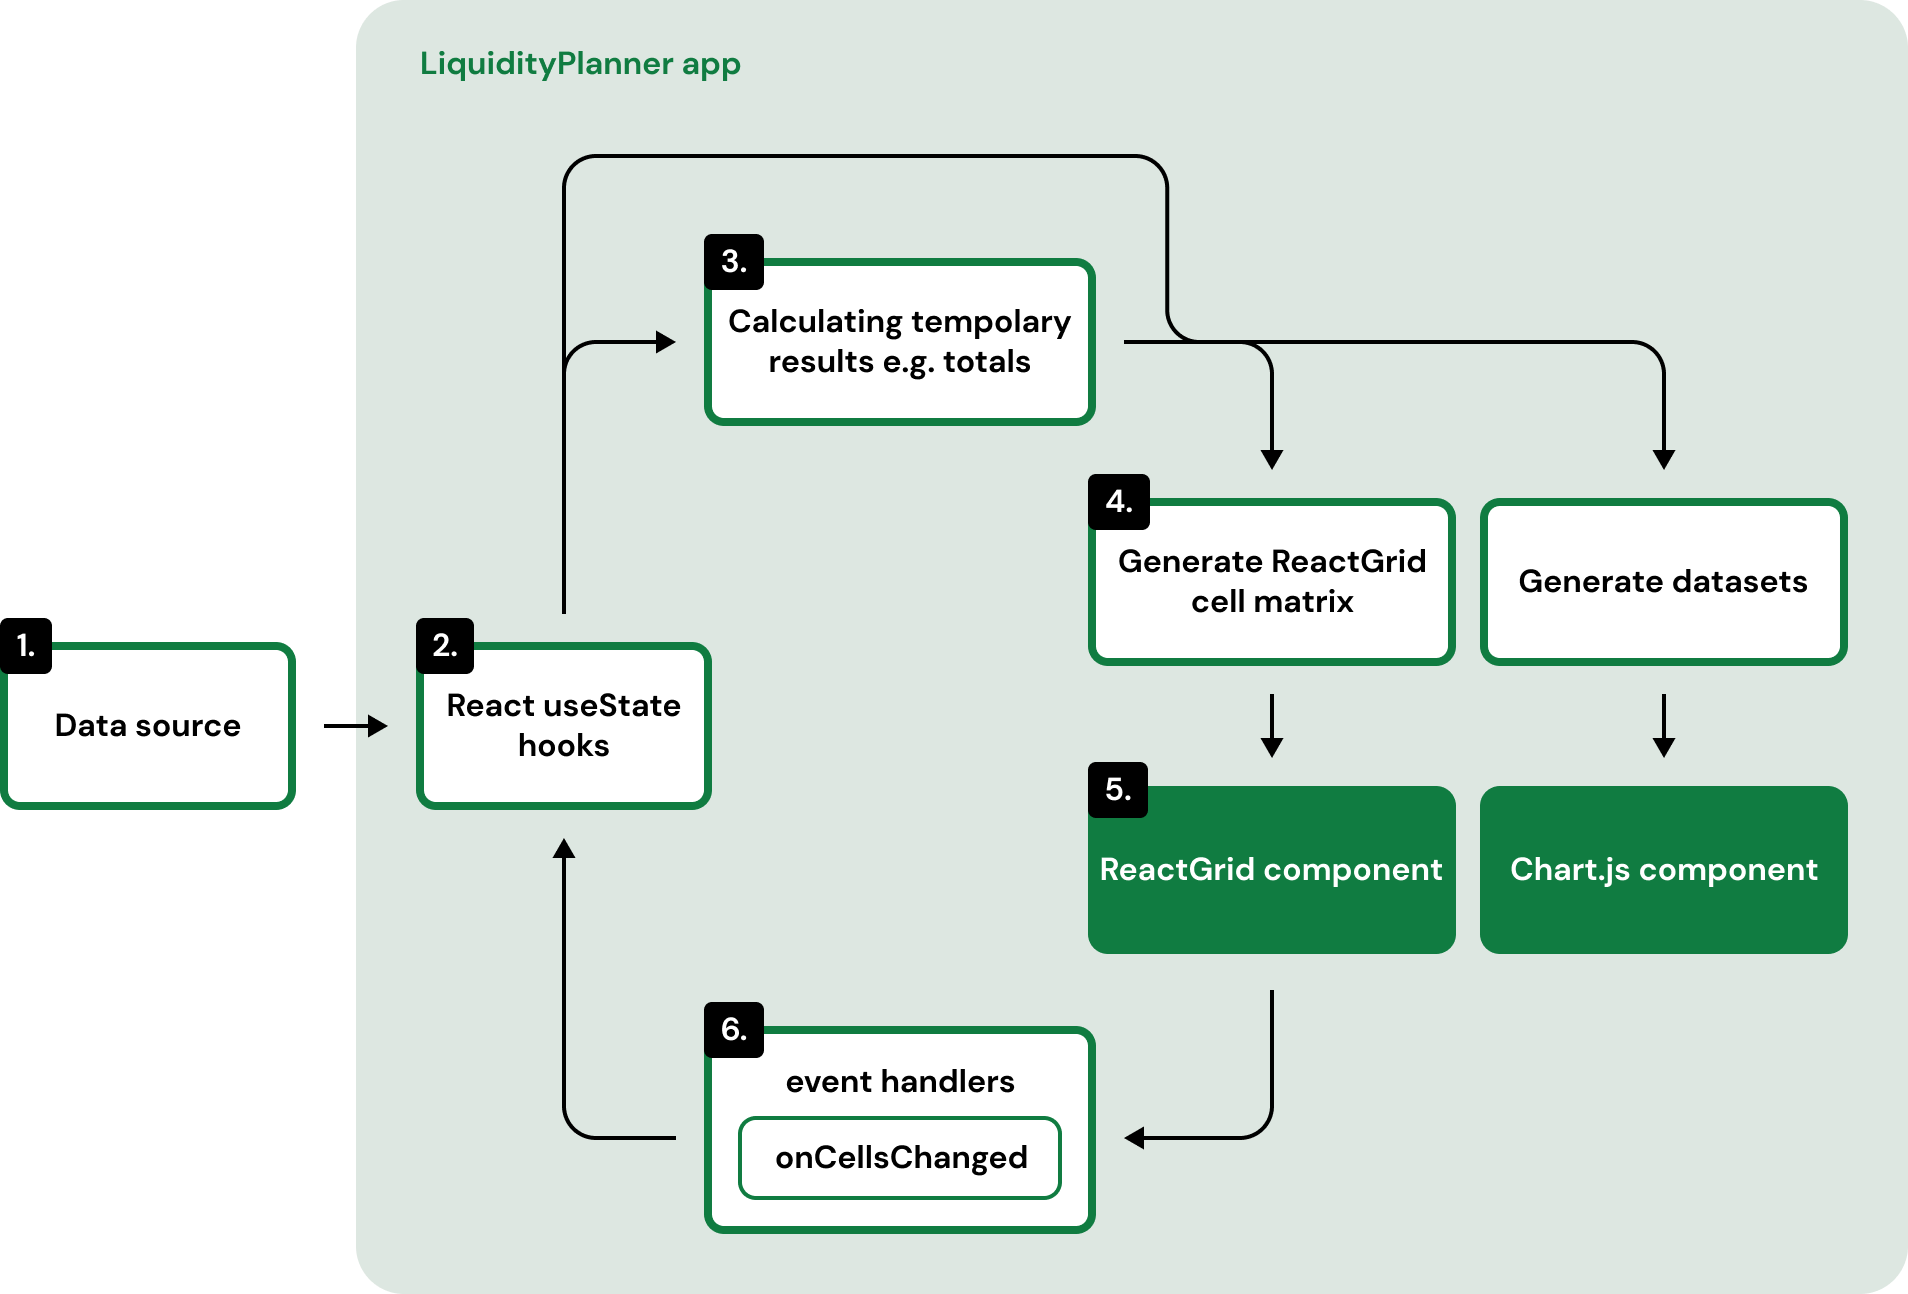 LiquidityPlanner app
1.
Data source
2.
React useState
hooks
3.
Calculating tempolary
results e.g. totals
4.
Generate ReactGrid
cell matrix
Generate datasets
5.
ReactGrid component
Chart.js component
6.
event handlers
onCellsChanged